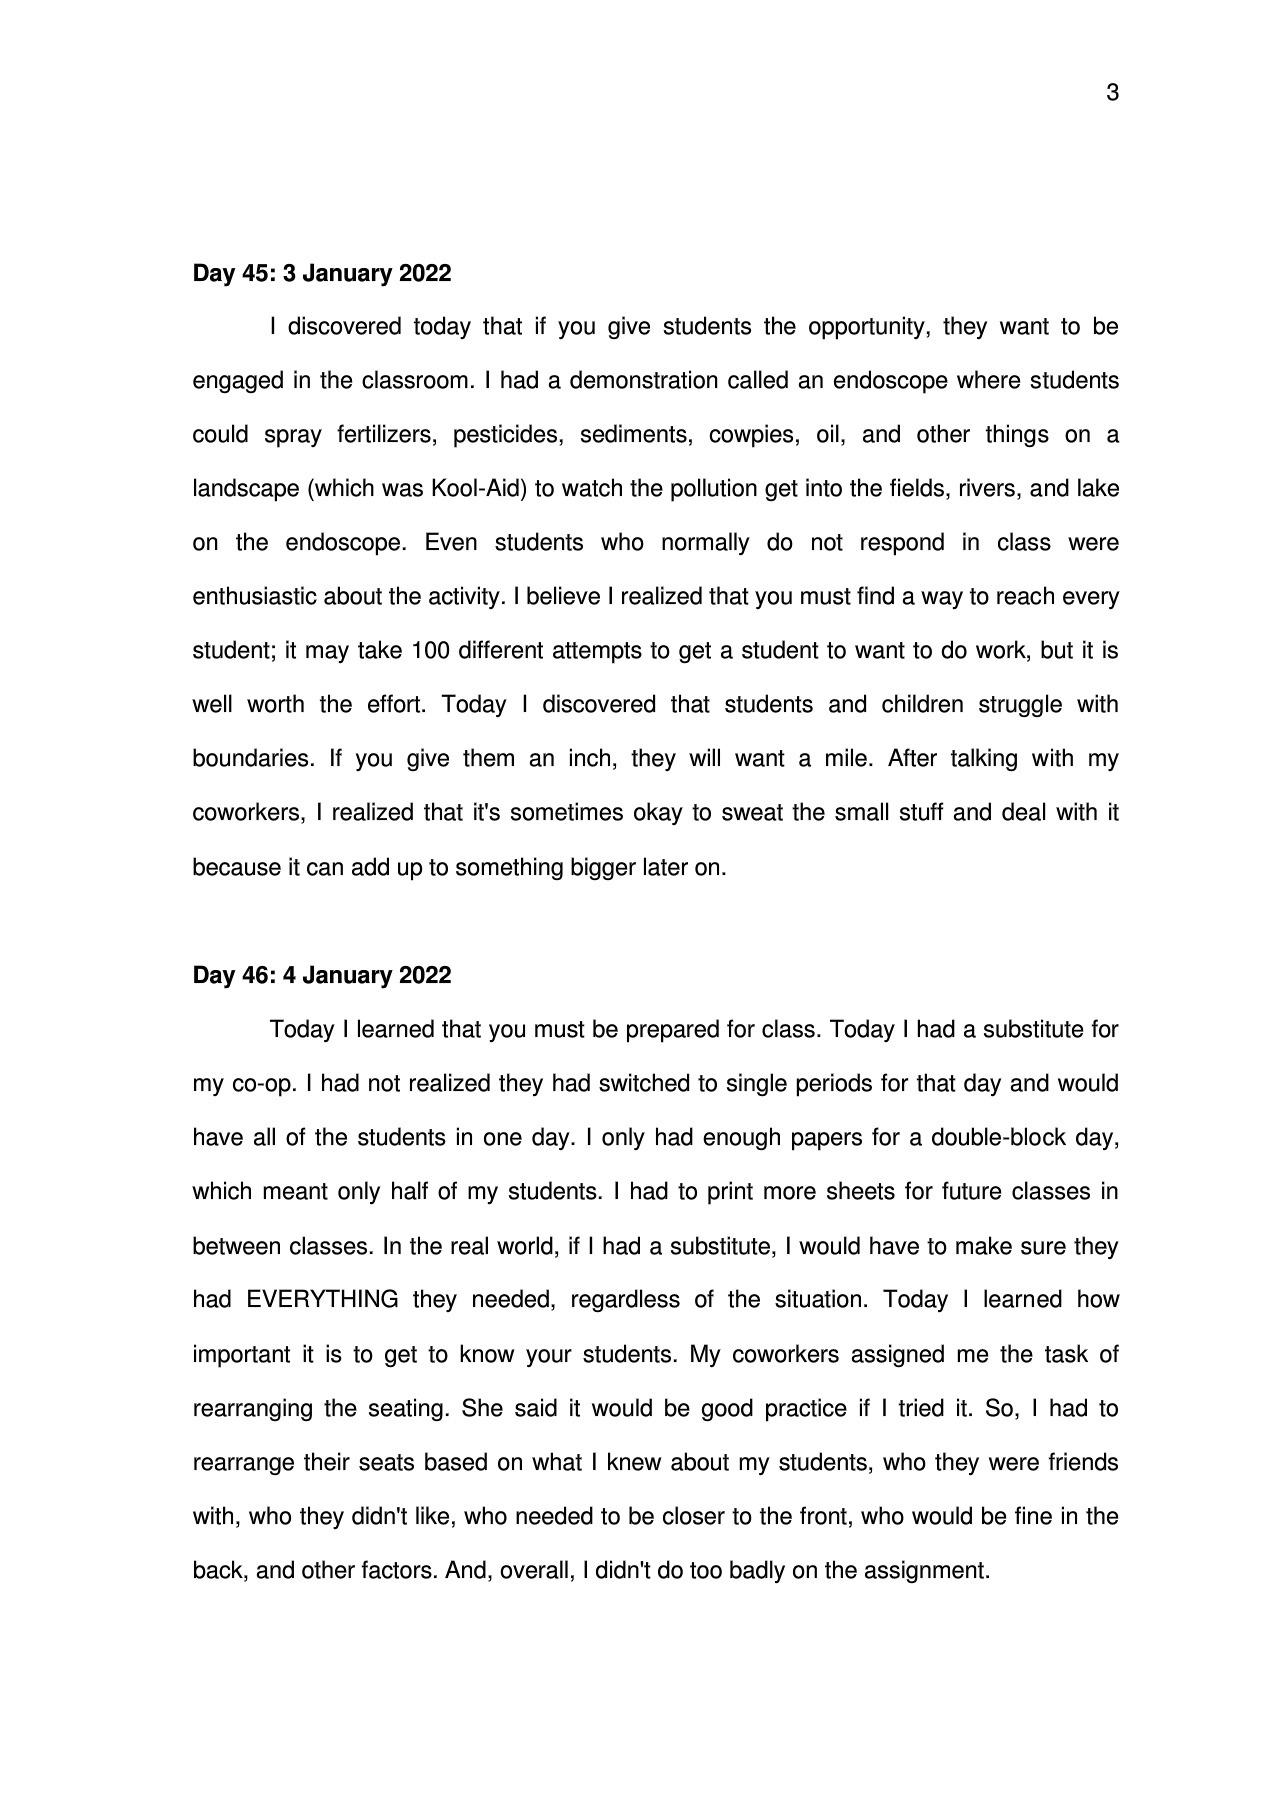 3
Day 45: 3 January 2022
I discovered today that if you give students the opportunity, they want to be
engaged in the classroom. I had a demonstration called an endoscope where students
could spray fertilizers, pesticides, sediments, cowpies, oil, and other things on a
landscape (which was Kool-Aid) to watch the pollution get into the fields, rivers, and lake
on the endoscope. Even students who normally do not respond in class were
enthusiastic about the activity. I believe I realized that you must find a way to reach every
student; it may take 100 different attempts to get a student to want to do work, but it is
well worth the effort. Today I discovered that students and children struggle with
boundaries. If you give them an inch, they will want a mile. After talking with my
coworkers, I realized that it's sometimes okay to sweat the small stuff and deal with it
because it can add up to something bigger later on.
Day 46: 4 January 2022
Today I learned that you must be prepared for class. Today I had a substitute for
my co-op. I had not realized they had switched to single periods for that day and would
have all of the students in one day. I only had enough papers for a double-block day,
which meant only half of my students. I had to print more sheets for future classes in
between classes. In the real world, if I had a substitute, I would have to make sure they
had EVERYTHING they needed, regardless of the situation. Today I learned how
important it is to get to know your students. My coworkers assigned me the task of
rearranging the seating. She said it would be good practice if I tried it. So, I had to
rearrange their seats based on what I knew about my students, who they were friends
with, who they didn't like, who needed to be closer to the front, who would be fine in the
back, and other factors. And, overall, I didn't do too badly on the assignment.